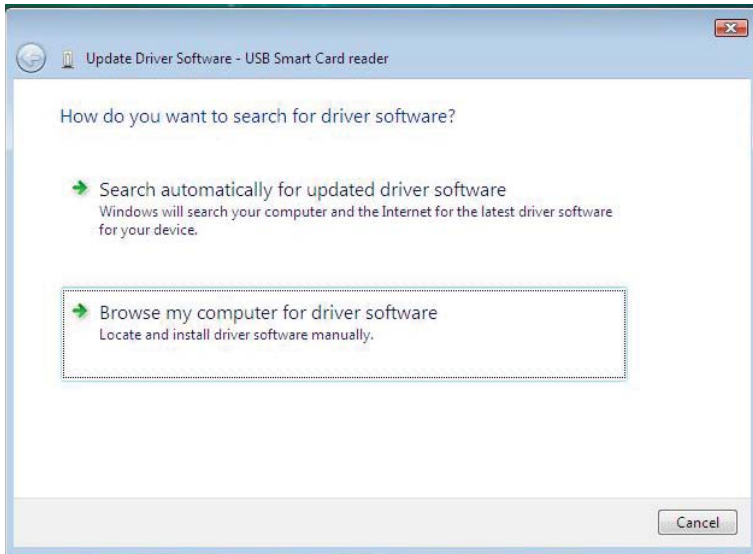 Update Driver Software - USB Smart Card reader
How do you want to search for driver software?
Search automatically for updated driver software
Windows will search your computer and the Internet for the latest driver software
for your device.
Browse my computer for driver software
Locate and install driver software manually.
Cancel